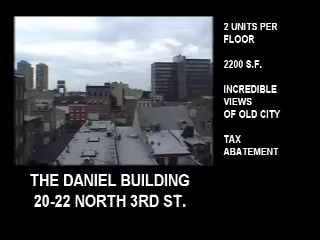 2 UNITS PER
FLOOR
2200 S.F.
INCREDIBLE
VIEWS
OF OLD CITY
TAX
ABATEMENT
THE DANIEL BUILDING
20-22 NORTH 3RD ST.